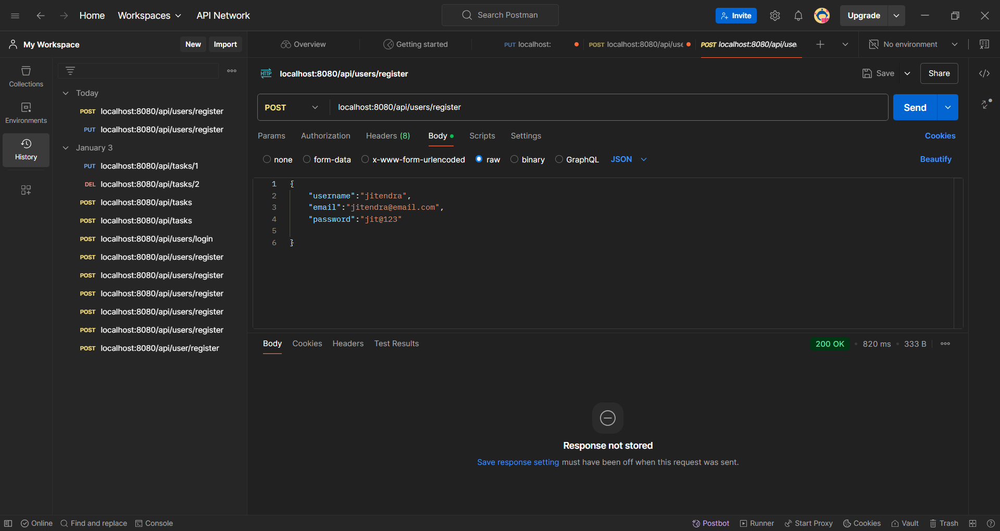 Home Workspaces API Network Search Postman Invite Upgrade
My Workspace New Import Overview Getting started PUT localhost: POST localhost:8080/api/use POST localhost:8080/api/use No environment
Collections
Environments
History
Today
POST localhost:8080/api/users/register
PUT localhost:8080/api/users/register
January 3
PUT localhost:8080/api/tasks/1
DEL localhost:8080/api/tasks/2
POST localhost:8080/api/tasks
POST localhost:8080/api/tasks
POST localhost:8080/api/users/login
POST localhost:8080/api/users/register
POST localhost:8080/api/users/register
POST localhost:8080/api/users/register
POST localhost:8080/api/users/register
POST localhost:8080/api/users/register
POST localhost:8080/api/user/register
HTTP localhost:8080/api/users/register Save Share
POST localhost:8080/api/users/register Send
Params Authorization Headers (8) Body Scripts Settings Cookies
none form-data x-www-form-urlencoded raw binary GraphQL JSON Beautify
1 {
2 "username":"jitendra",
3 "email":"jitendra@email.com",
4 "password":"jit@123"
5
6 }
Body Cookies Headers Test Results 200 OK • 820 ms • 333 B
Response not stored
Save response setting must have been off when this request was sent.
Online Find and replace Console Postbot Runner Start Proxy Cookies Vault Trash